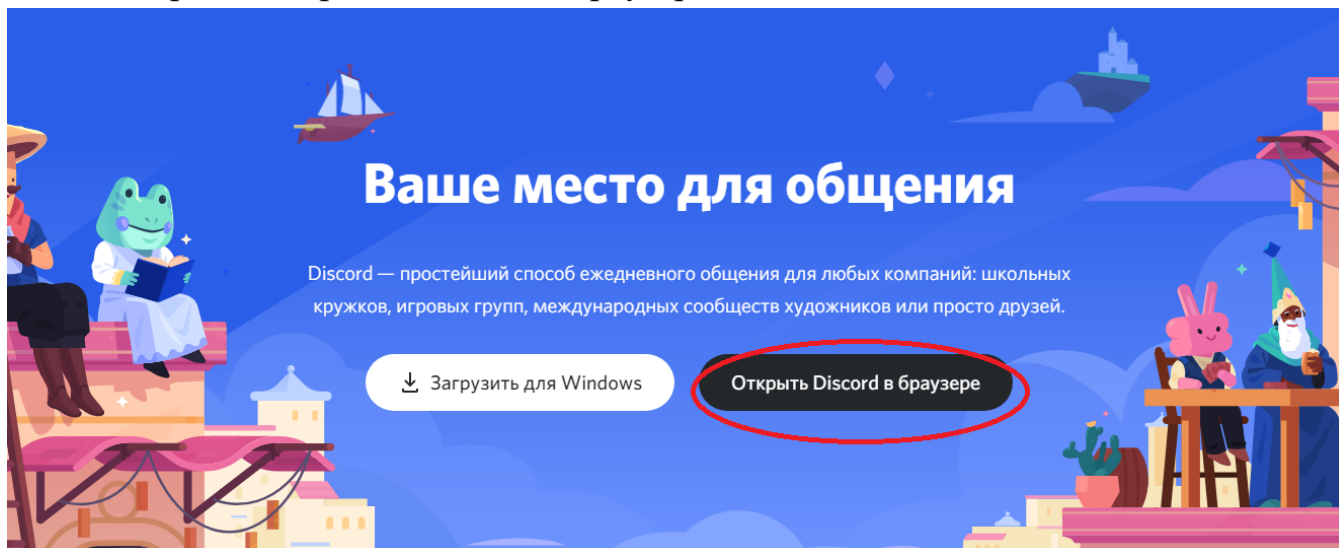 Ваше место для общения
Discord — простейший способ ежедневного общения для любых компаний: школьных
кружков, игровых групп, международных сообществ художников или просто друзей.
Загрузить для Windows
Открыть Discord в браузере